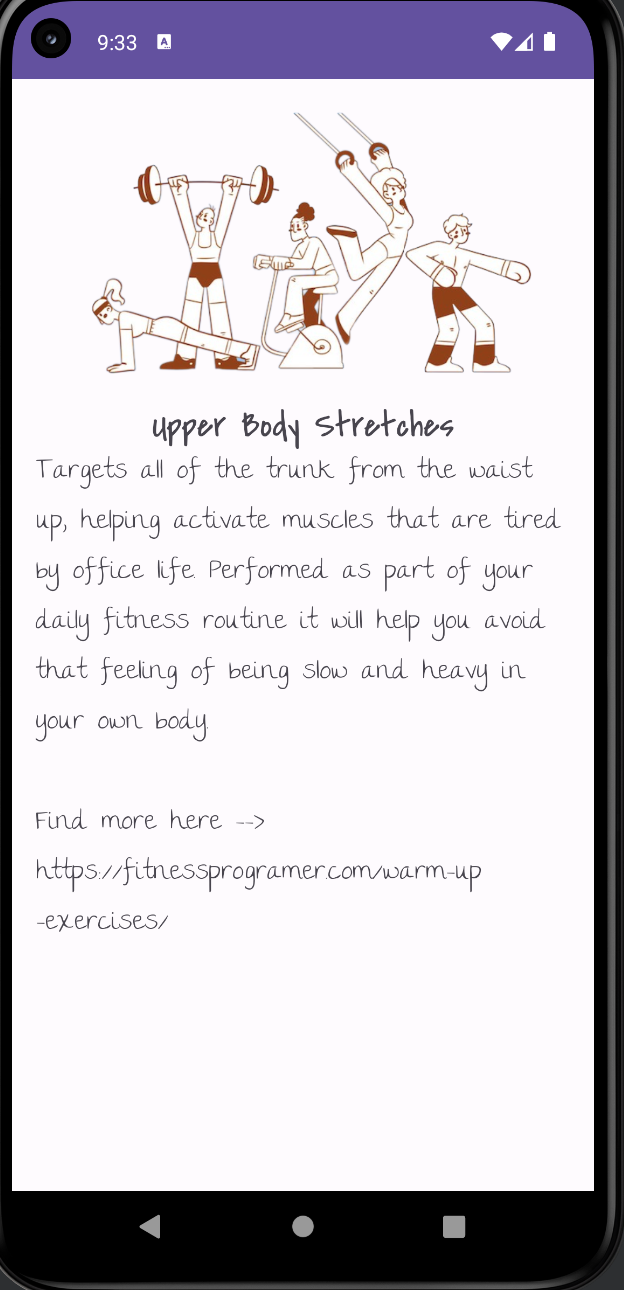 9:33
A
Upper Body Stretches
Targets all of the trunk from the waist
up, helping activate muscles that are tired
by office life. Performed as part of your
daily fitness routine it will help you avoid
that feeling of being slow and heavy in
your own body.
Find more here -->
https://fitnessprogramer.com/warm-up
-exercises/